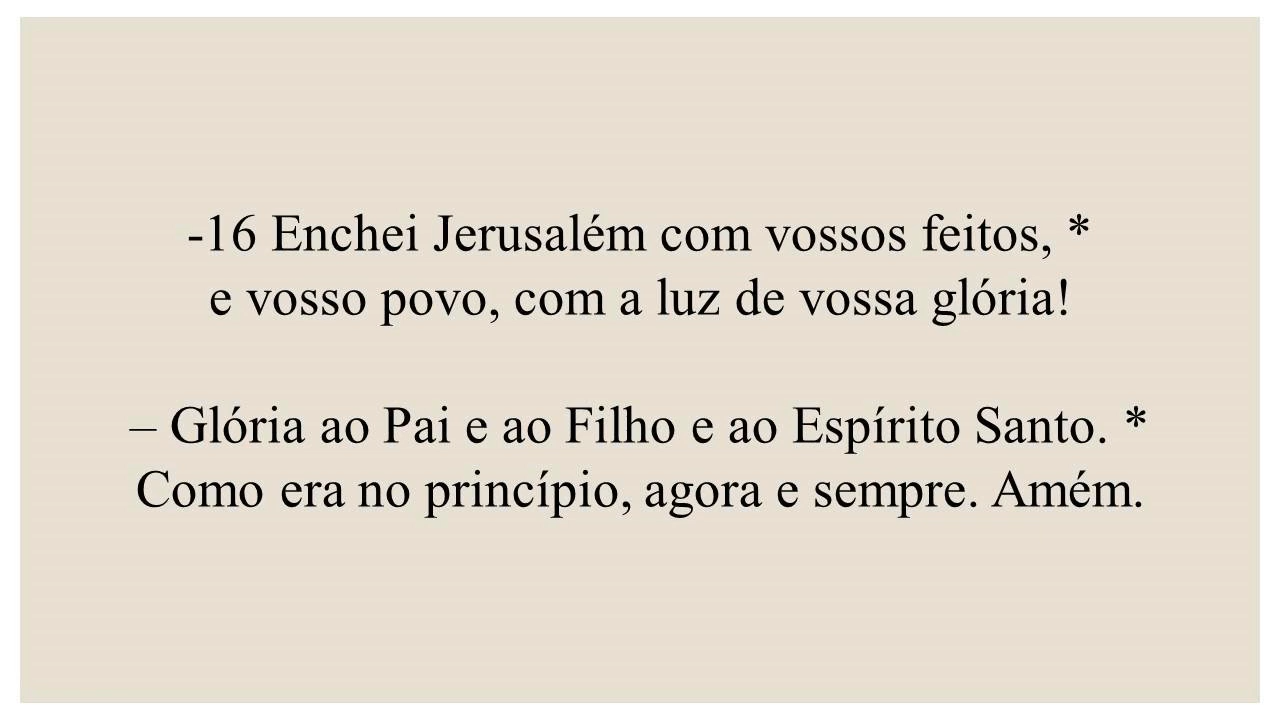 -16 Enchei Jerusalém com vossos feitos, *
e vosso povo, com a luz de vossa glória!
– Glória ao Pai e ao Filho e ao Espírito Santo. *
Como era no princípio, agora e sempre. Amém.